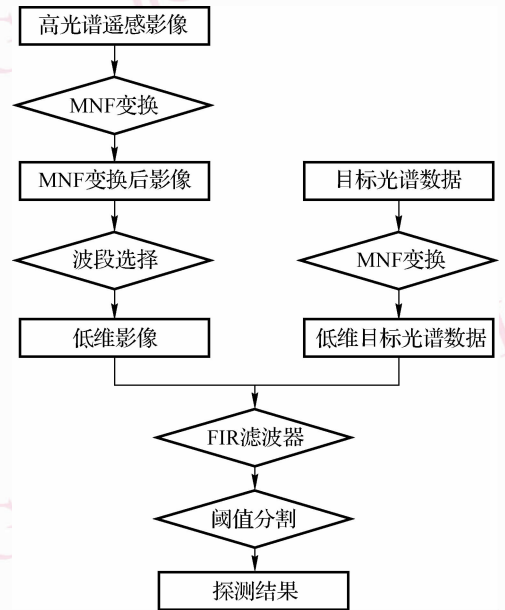 高光谱遥感影像
MNF变换
MNF变换后影像
目标光谱数据
波段选择
MNF变换
低维影像
低维目标光谱数据
FIR滤波器
阈值分割
探测结果